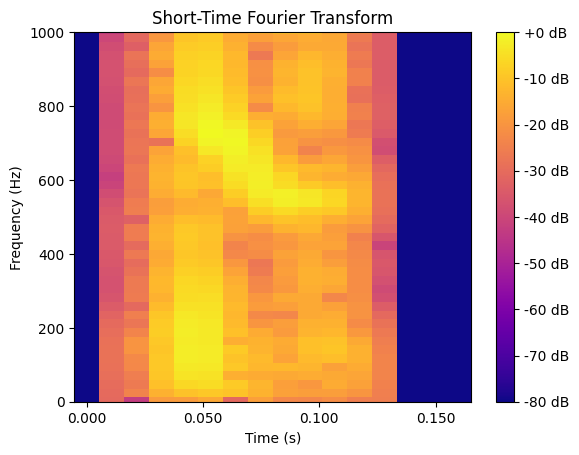 Short-Time Fourier Transform
Frequency (Hz)
1000
800
600
400
200
0
0.000
0.050
0.100
0.150
Time (s)
+0 dB
-10 dB
-20 dB
-30 dB
-40 dB
-50 dB
-60 dB
-70 dB
-80 dB